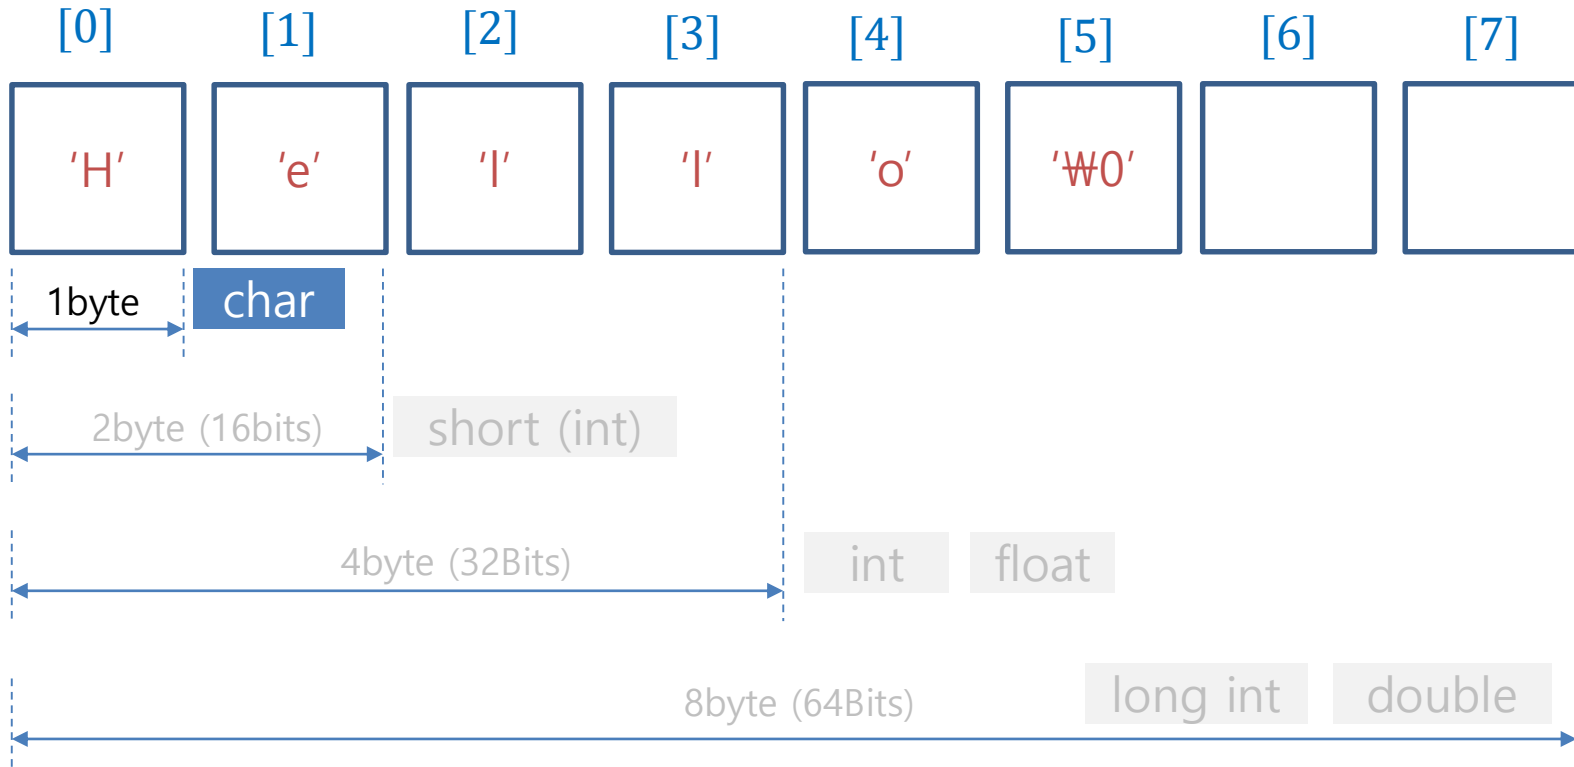 [0] [1] [2] [3] [4] [5] [6] [7]
'H' 'e' 'l' 'l' 'o' '₩0'
1byte char
2byte (16bits) short (int)
4byte (32Bits) int float
8byte (64Bits) long int double